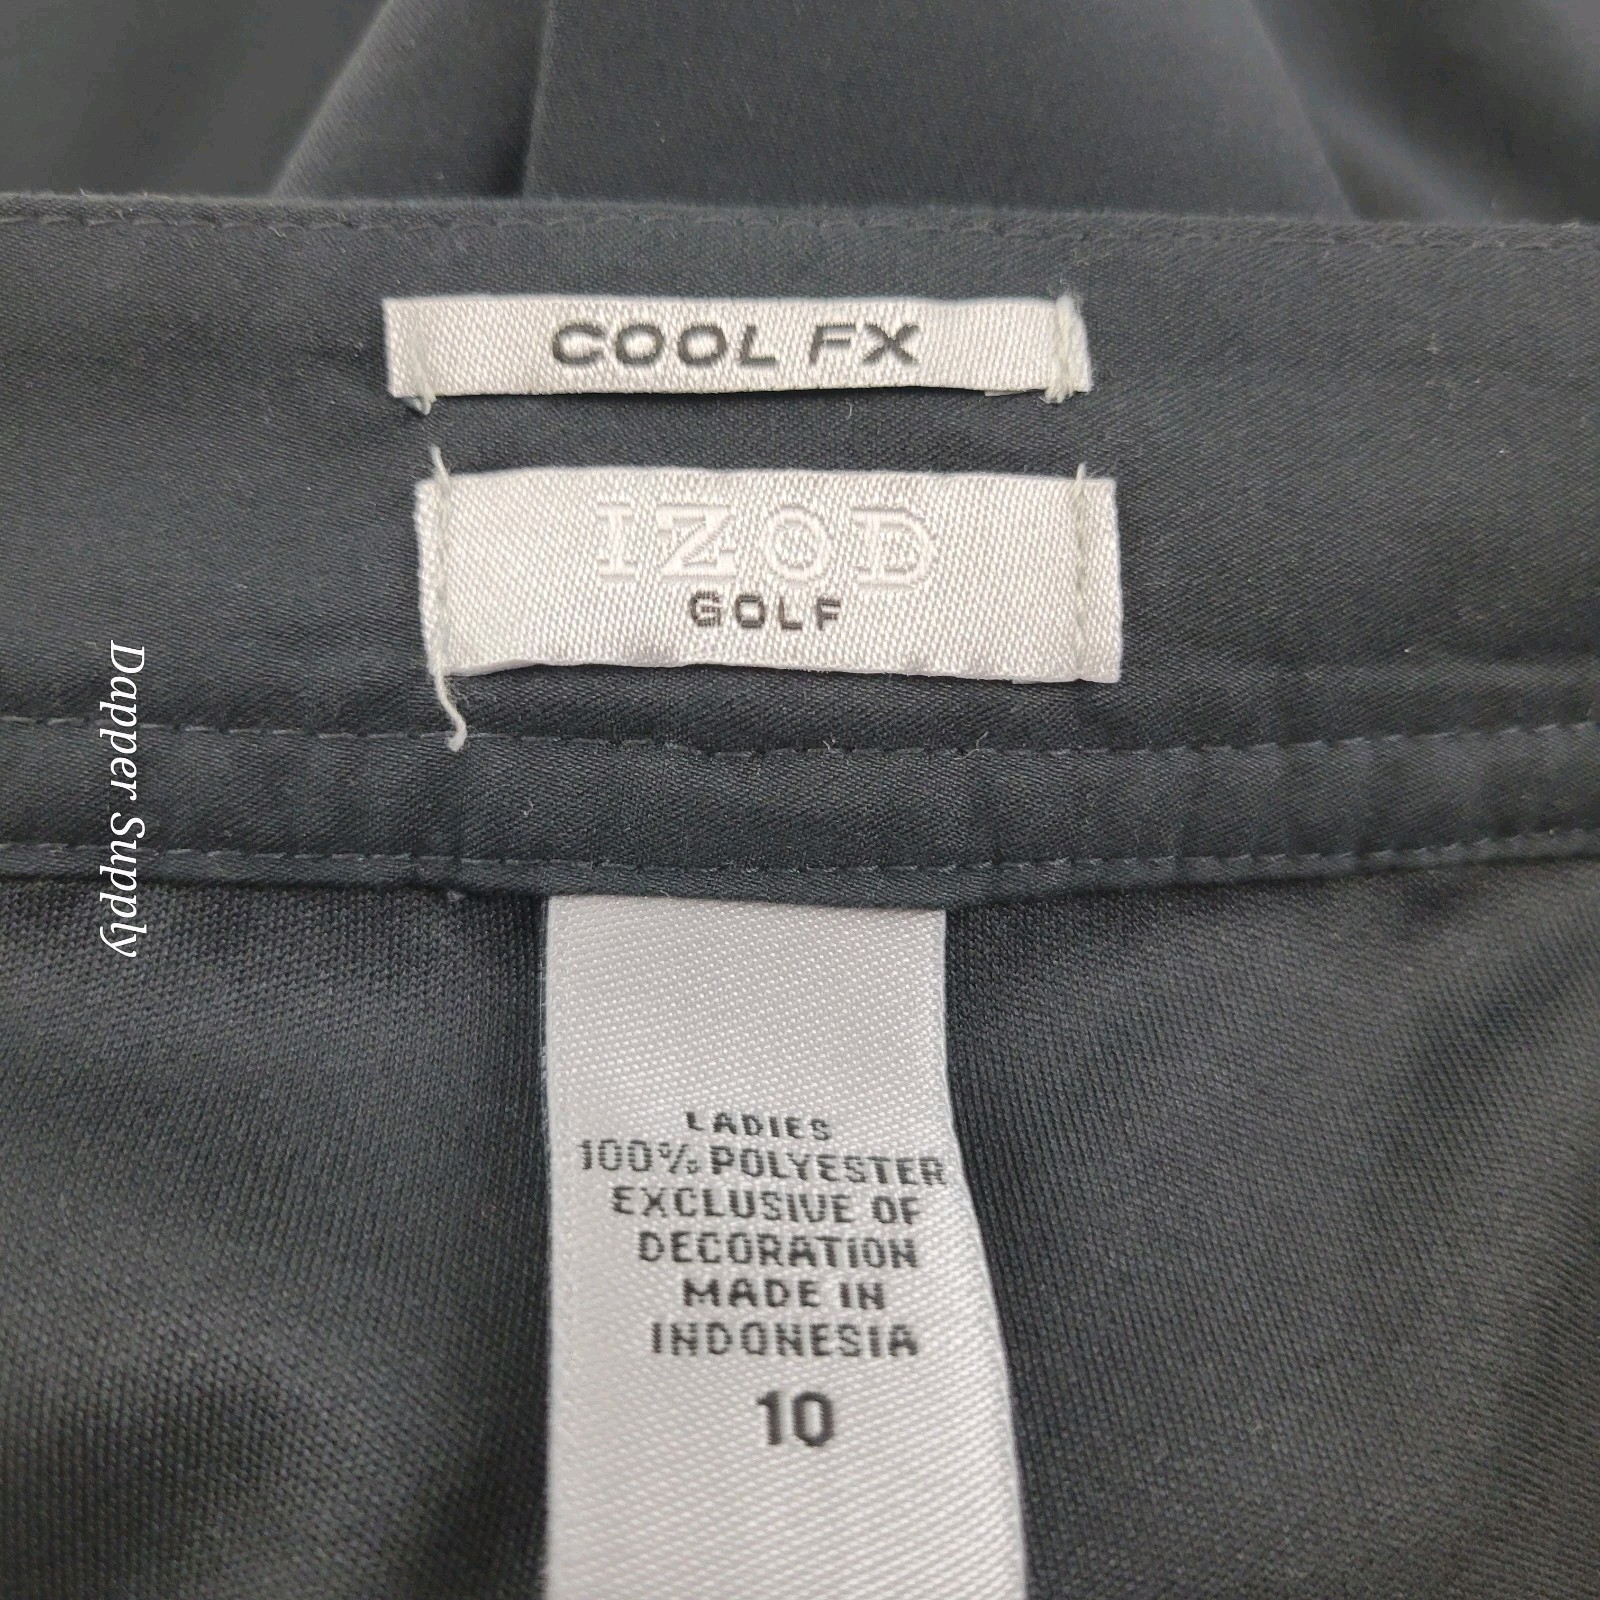 COOL FX
IZOD
GOLF
Dapper Supply
LADIES
100% POLYESTER
EXCLUSIVE OF
DECORATION
MADE IN
INDONESIA
10